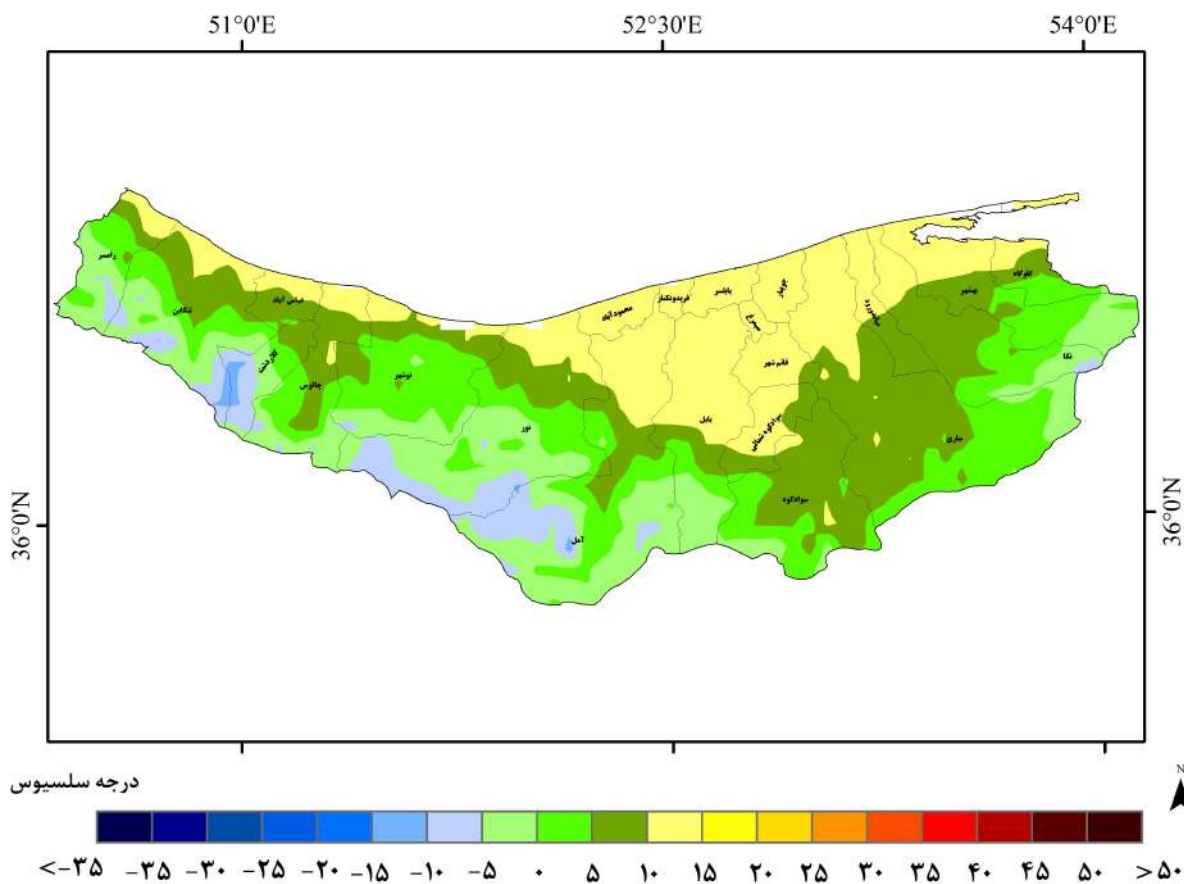 51°0'E 52°30'E 54°0'E
رامسر
تنکابن
عباس آباد
کلاردشت
چالوس
نوشهر
نور
آمل
محمودآباد
فریدونکنار
بابلسر
جویبار
سیمرغ
قائم شهر
بابل
سوادکوه شمالی
سوادکوه
میاندورود
ساری
بهشهر
گلوگاه
نکا
36°0'N 36°0'N
درجه سلسیوس
N
<-۳۵ -۳۵ -۳۰ -۲۵ -۲۰ -۱۵ -۱۰ -۵ ۰ ۵ ۱۰ ۱۵ ۲۰ ۲۵ ۳۰ ۳۵ ۴۰ ۴۵ ۵۰ >۵۰